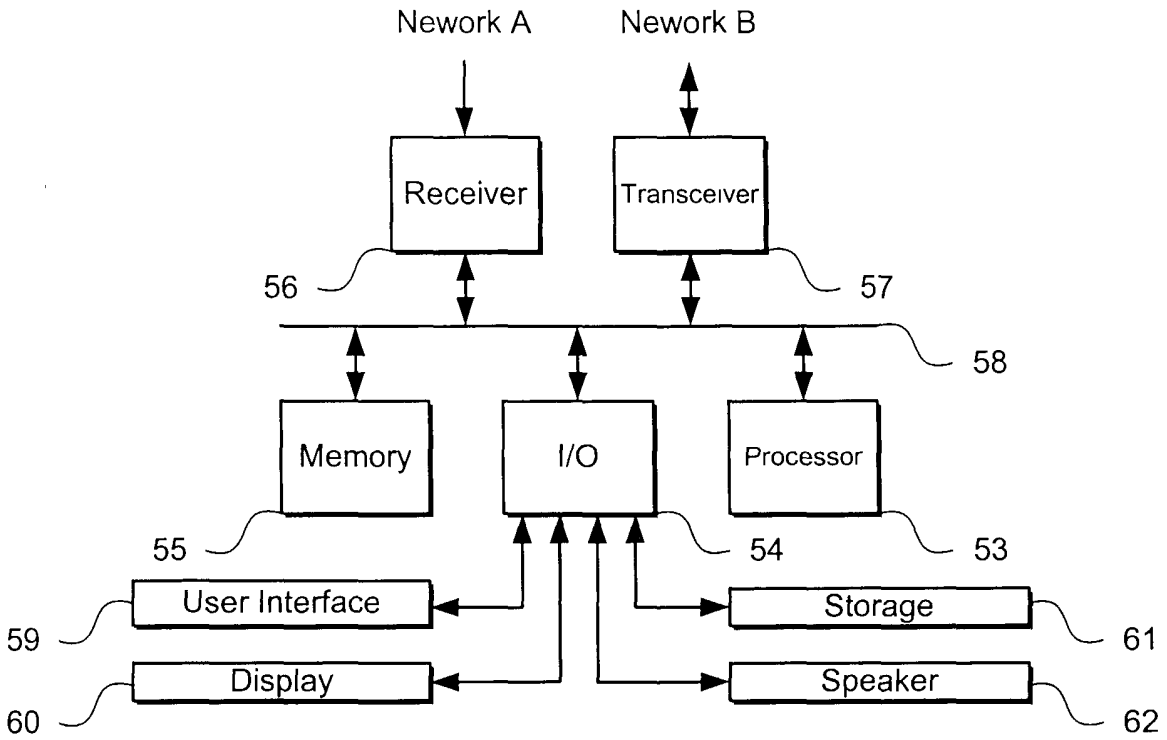 Nework A
Nework B
Receiver
Transceiver
56
57
58
Memory
I/O
Processor
55
54
53
User Interface
Storage
59
61
Display
Speaker
60
62